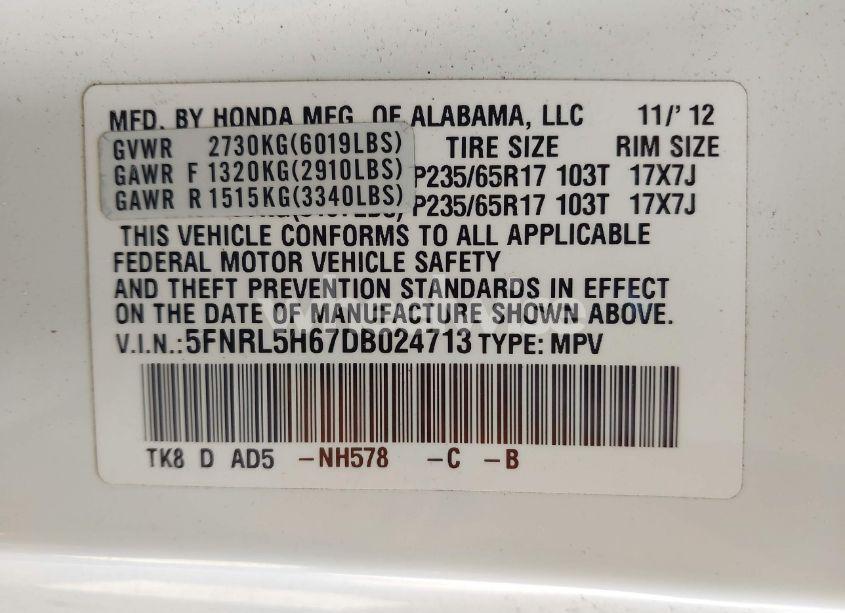 MFD. BY HONDA MFG. OF ALABAMA, LLC 11/' 12
GVWR 2730KG(6019LBS) TIRE SIZE RIM SIZE
GAWR F 1320KG(2910LBS) P235/65R17 103T 17X7J
GAWR R 1515KG(3340LBS) P235/65R17 103T 17X7J
THIS VEHICLE CONFORMS TO ALL APPLICABLE
FEDERAL MOTOR VEHICLE SAFETY
AND THEFT PREVENTION STANDARDS IN EFFECT
ON THE DATE OF MANUFACTURE SHOWN ABOVE.
V.I.N.: 5FNRL5H67DB024713 TYPE: MPV
TK8 D AD5 -NH578 -C -B